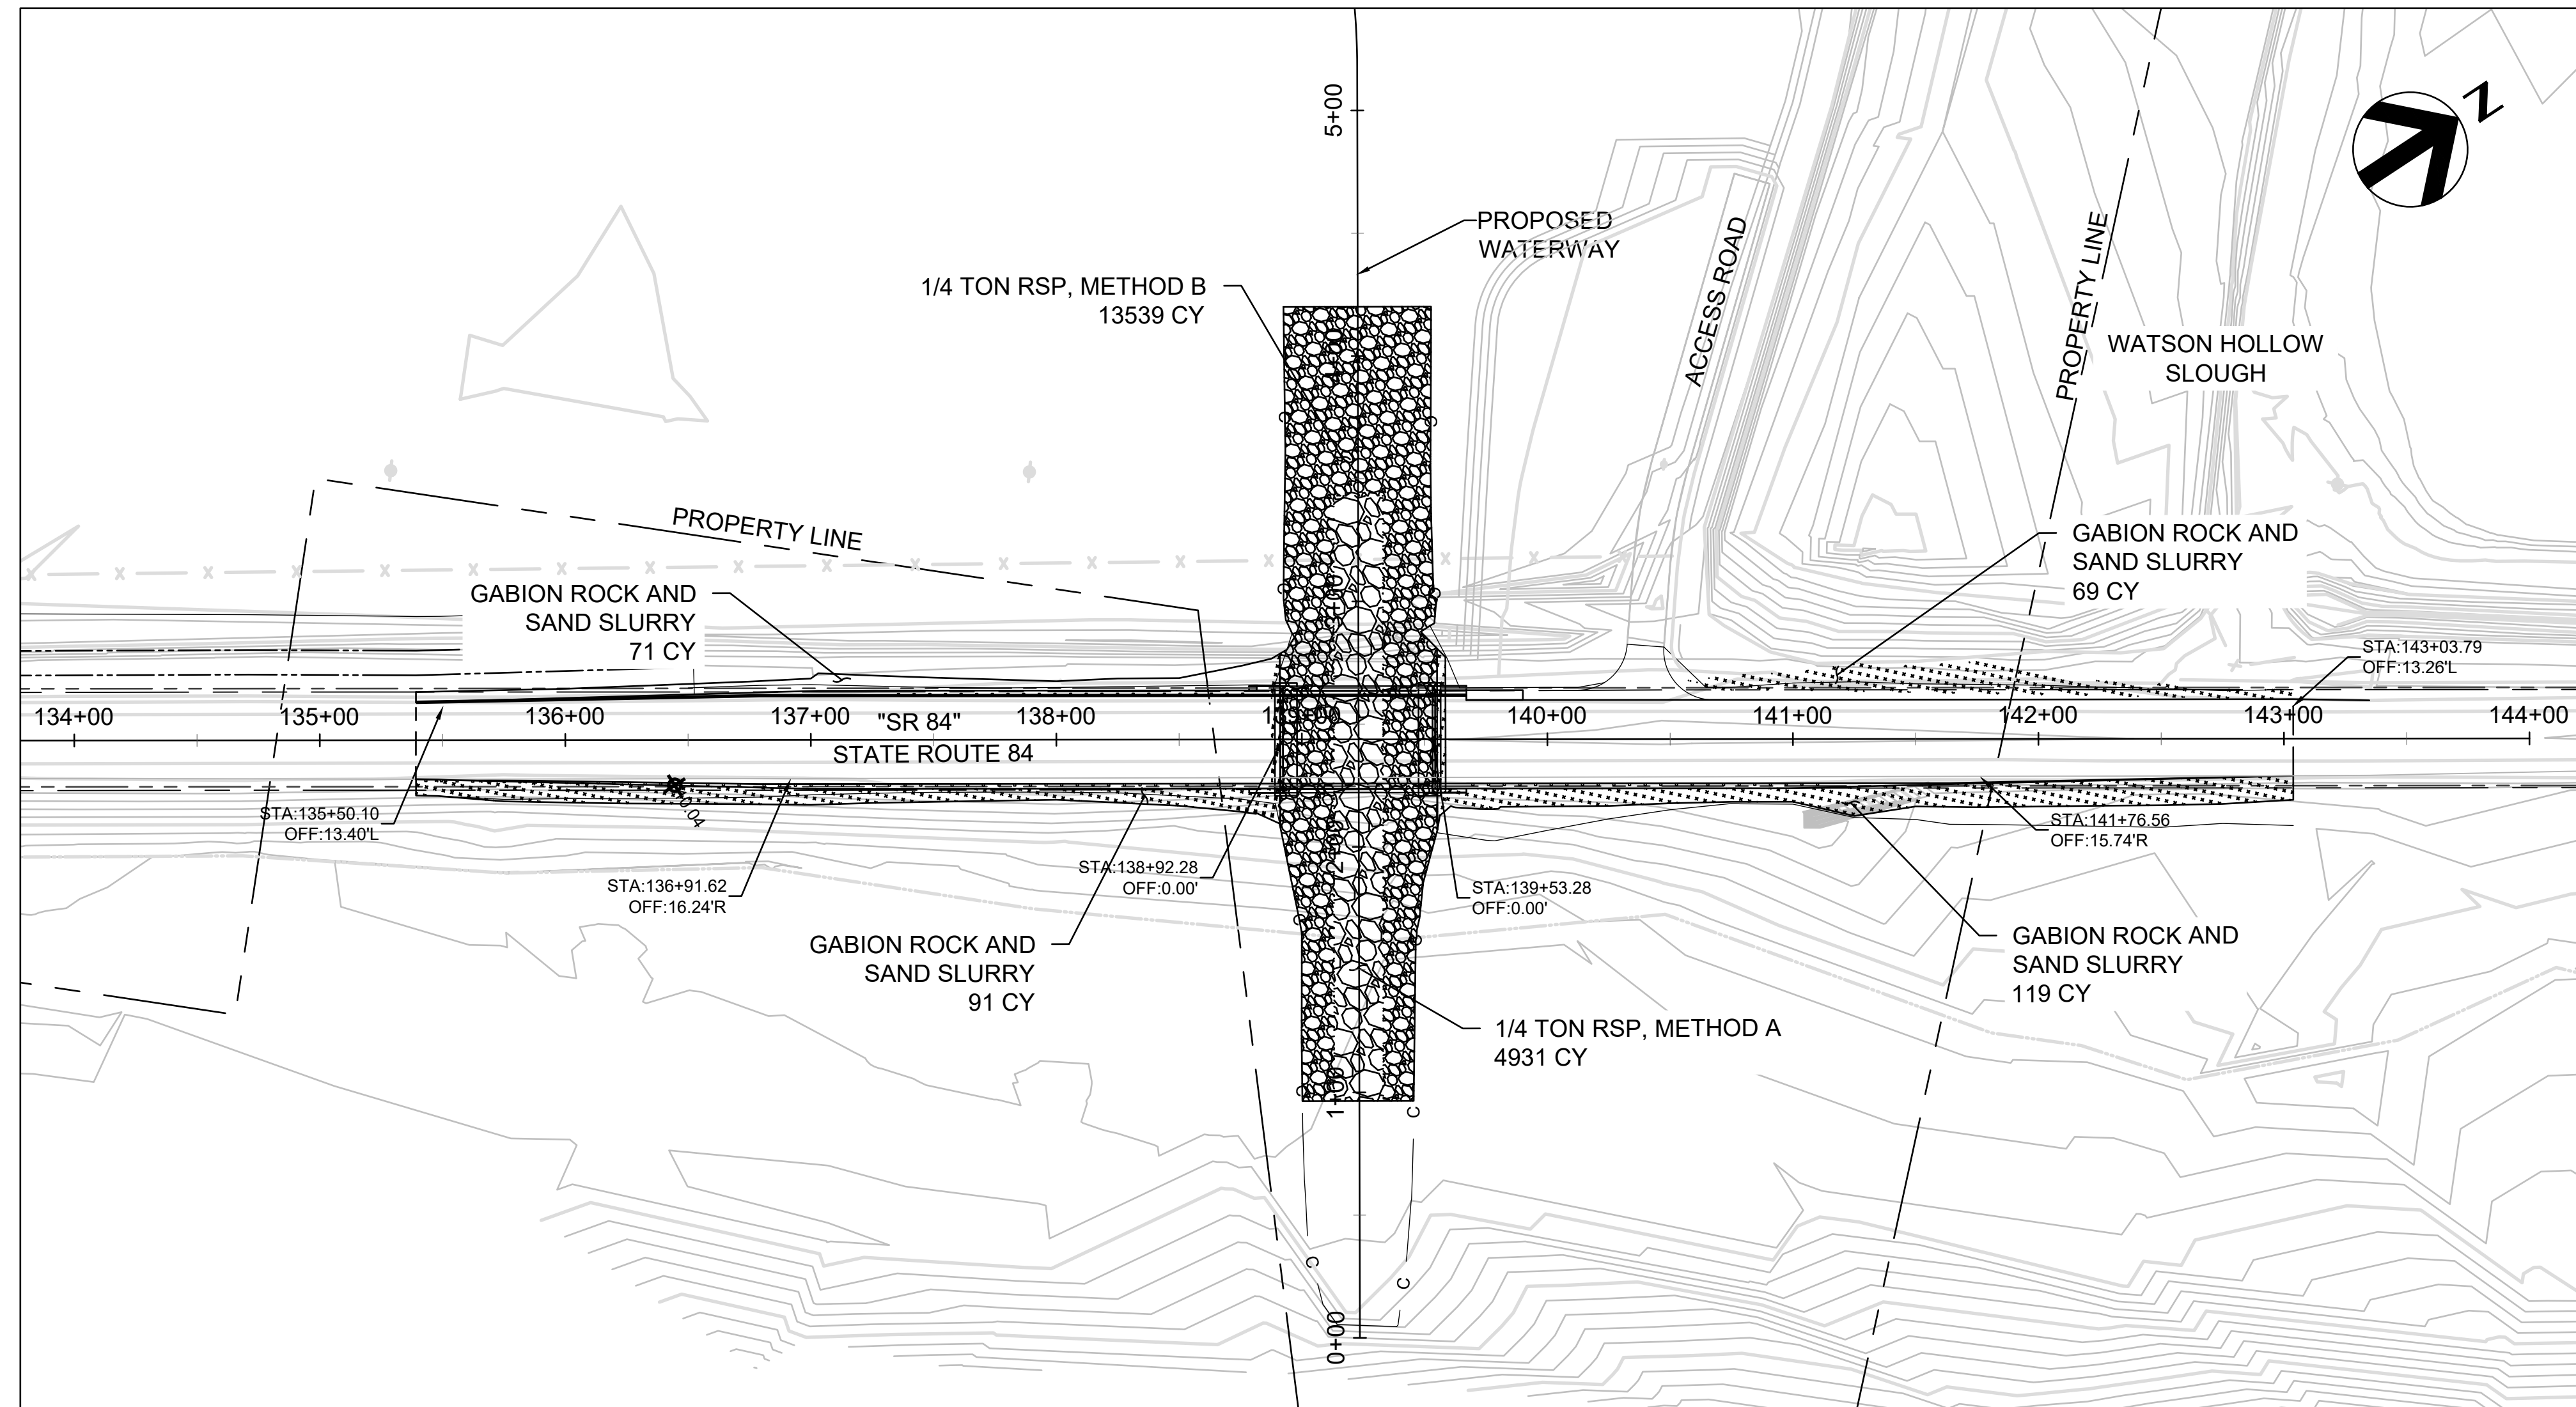 N
5+00
PROPOSED
WATERWAY
ACCESS ROAD
PROPERTY LINE
1/4 TON RSP, METHOD B
13539 CY
WATSON HOLLOW
SLOUGH
PROPERTY LINE
GABION ROCK AND
SAND SLURRY
69 CY
GABION ROCK AND
SAND SLURRY
71 CY
STA:143+03.79
OFF:13.26'L
134+00
135+00
136+00
137+00
"SR 84"
138+00
139+00
140+00
141+00
142+00
143+00
144+00
STATE ROUTE 84
STA:135+50.10
OFF:13.40'L
STA:136+91.62
OFF:16.24'R
STA:138+92.28
OFF:0.00'
2+00
STA:139+53.28
OFF:0.00'
STA:141+76.56
OFF:15.74'R
GABION ROCK AND
SAND SLURRY
91 CY
GABION ROCK AND
SAND SLURRY
119 CY
1/4 TON RSP, METHOD A
4931 CY
1+00
C
C
C
C
0+00